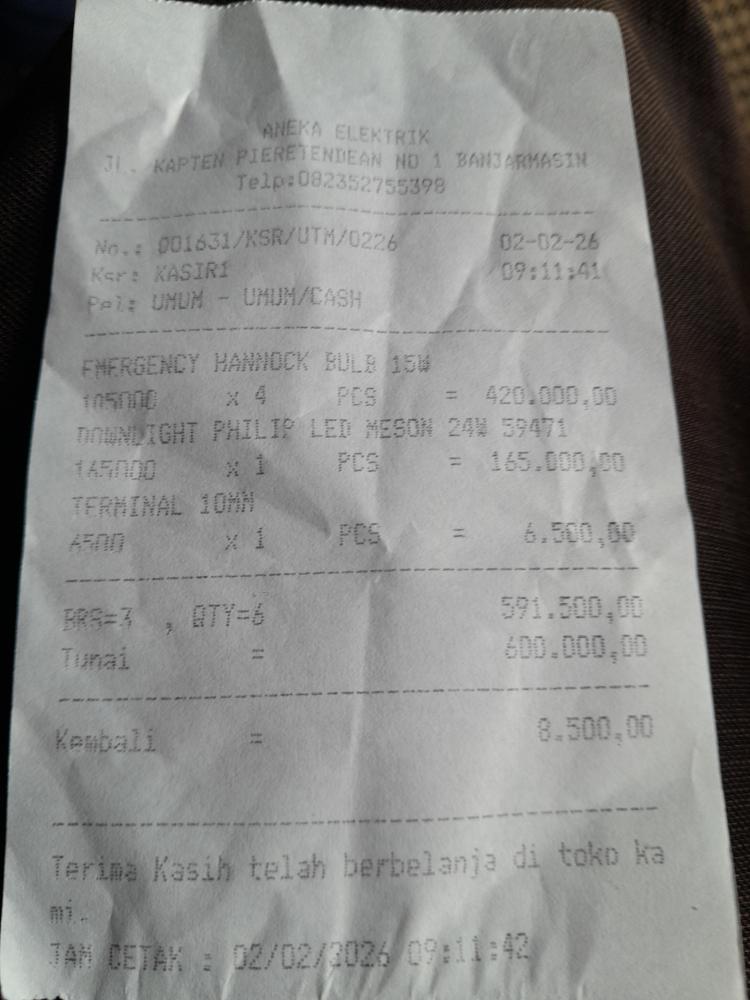 ANEKA ELEKTRIK
JL. KAPTEN PIERETENDEAN NO 1 BANJARMASIN
Telp:082352755398
No.: 001631/KSR/UTM/0226 02-02-26
Ksr: KASIR1 09:11:41
Pel: UMUM - UMUM/CASH
EMERGENCY HANNOCK BULB 15W
105000 x 4 PCS = 420.000,00
DOWNLIGHT PHILIP LED MESON 24W 59471
165000 x 1 PCS = 165.000,00
TERMINAL 10MM
6500 x 1 PCS = 6.500,00
BRS=3 , QTY=6 591.500,00
Tunai = 600.000,00
Kembali = 8.500,00
Terima Kasih telah berbelanja di toko ka
mi.
JAM CETAK : 02/02/2026 09:11:42